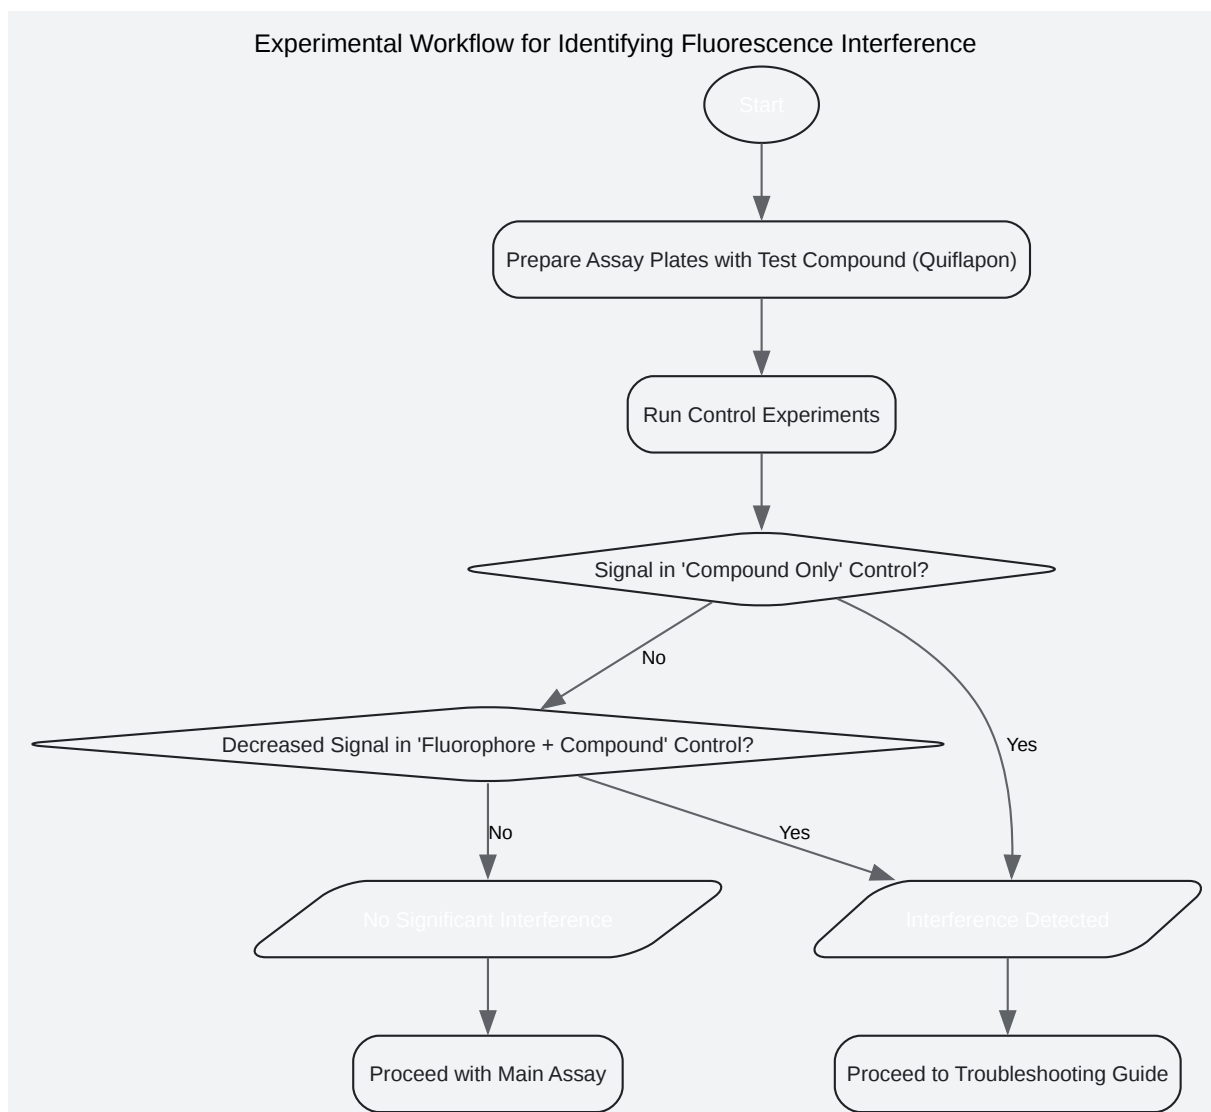 Experimental Workflow for Identifying Fluorescence Interference
Start
Prepare Assay Plates with Test Compound (Quiflapon)
Run Control Experiments
Signal in 'Compound Only' Control?
No
Decreased Signal in 'Fluorophore + Compound' Control?
Yes
No
Yes
No Significant Interference
Interference Detected
Proceed with Main Assay
Proceed to Troubleshooting Guide